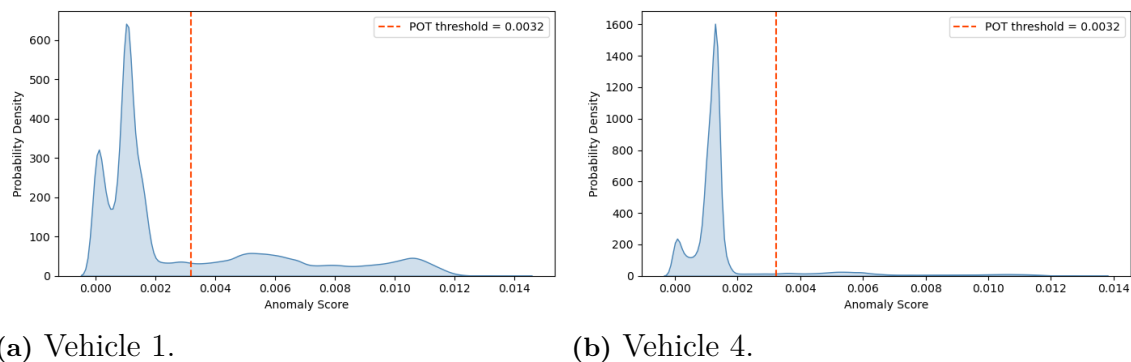 POT threshold = 0.0032
600
500
400
300
200
100
0
Probability Density
0.000 0.002 0.004 0.006 0.008 0.010 0.012 0.014
Anomaly Score
(a) Vehicle 1.
POT threshold = 0.0032
1600
1400
1200
1000
800
600
400
200
0
Probability Density
0.000 0.002 0.004 0.006 0.008 0.010 0.012 0.014
Anomaly Score
(b) Vehicle 4.